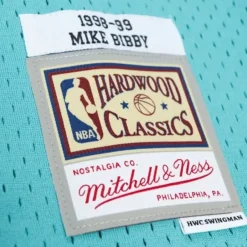 1998-99
MIKE BIBBY
HARDWOOD
CLASSICS
NBA
NOSTALGIA CO.
Mitchell & Ness
PHILADELPHIA, PA.
HWC SWINGMAN